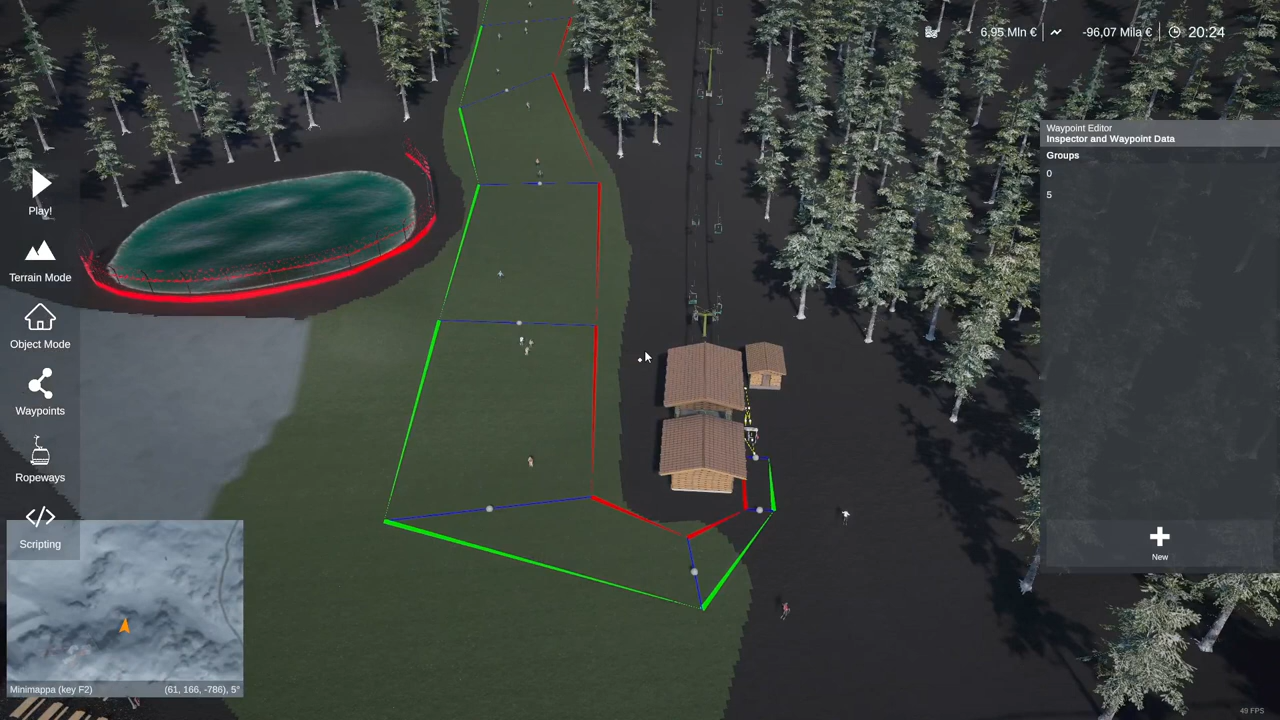 6,95 Mln €
-96,07 Mila €
20:24
Waypoint Editor
Inspector and Waypoint Data
Groups
0
5
New
Play!
Terrain Mode
Object Mode
Waypoints
Ropeways
Scripting
Minimappa (key F2)
(61, 166, -786), 5°
49 FPS